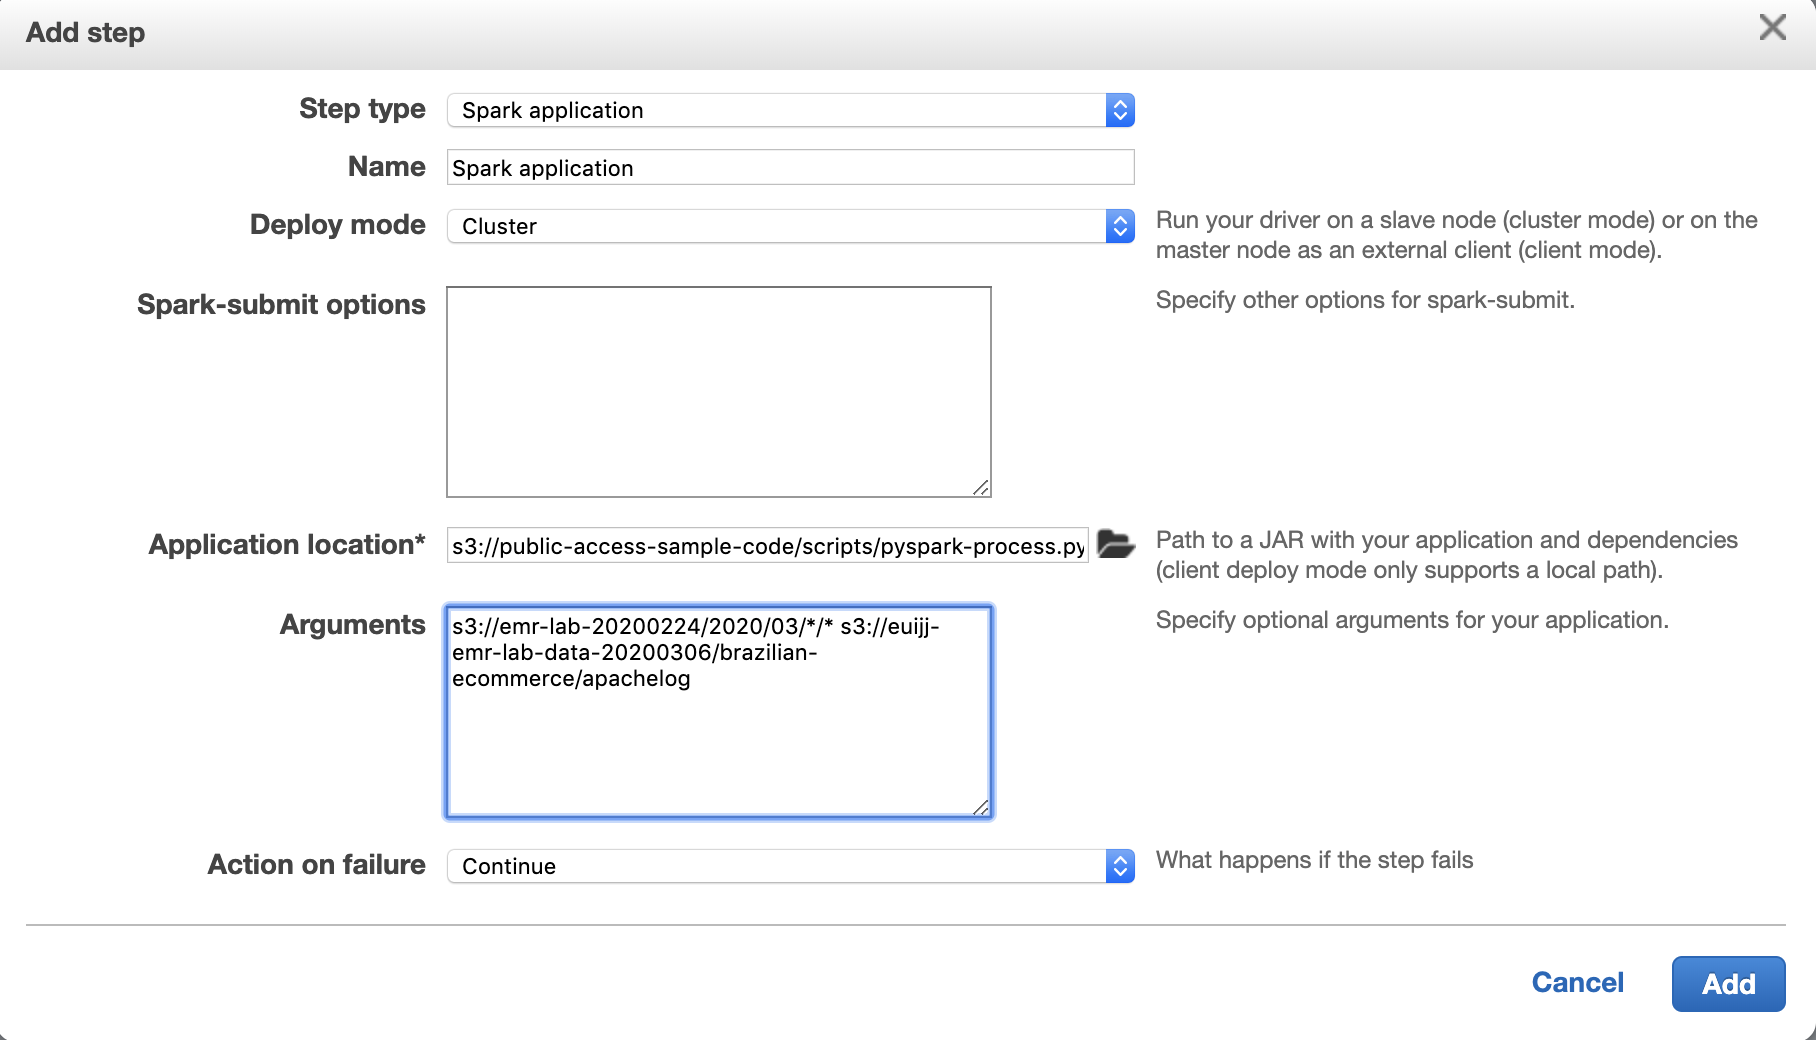 Add step
Step type
Spark application
Name
Spark application
Deploy mode
Cluster
Run your driver on a slave node (cluster mode) or on the
master node as an external client (client mode).
Spark-submit options
Specify other options for spark-submit.
Application location*
s3://public-access-sample-code/scripts/pyspark-process.py
Path to a JAR with your application and dependencies
(client deploy mode only supports a local path).
Arguments
s3://emr-lab-20200224/2020/03/*/* s3://euijj-
emr-lab-data-20200306/brazilian-
ecommerce/apachelog
Specify optional arguments for your application.
Action on failure
Continue
What happens if the step fails
Cancel
Add